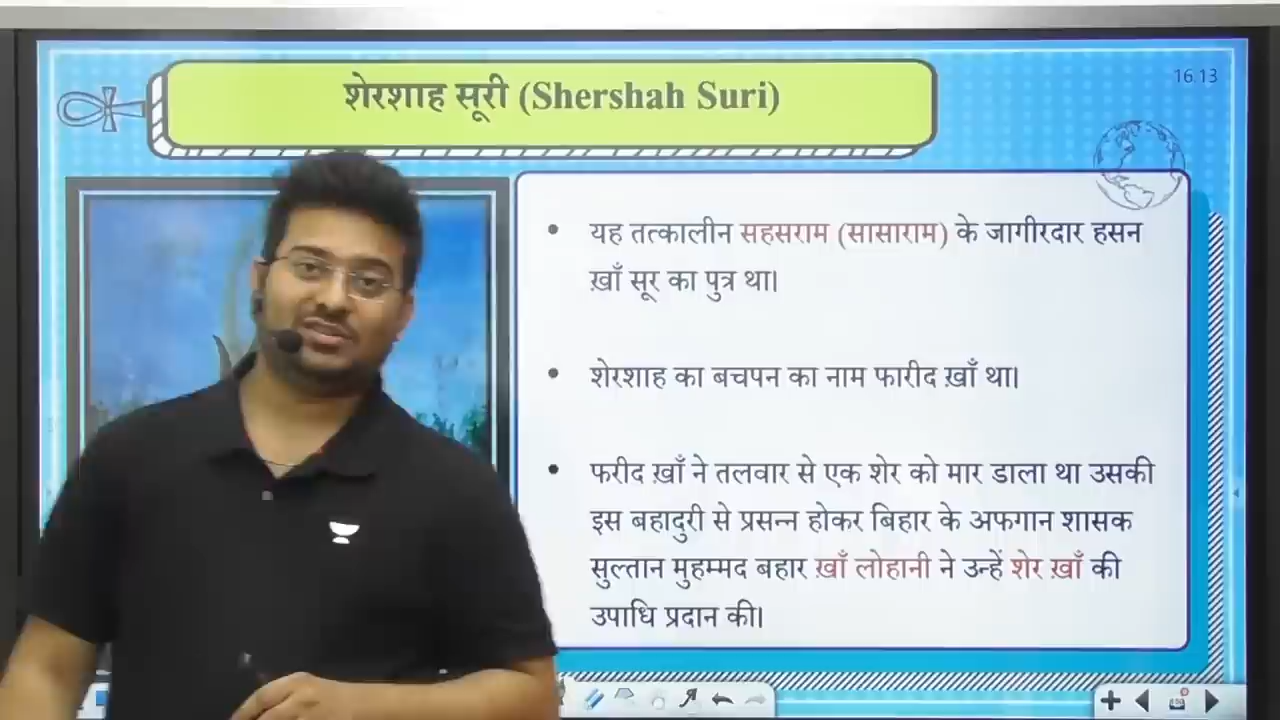 शेरशाह सूरी (Shershah Suri)
16.13
यह तत्कालीन सहसराम (सासाराम) के जागीरदार हसन
ख़ाँ सूर का पुत्र था।
शेरशाह का बचपन का नाम फारीद ख़ाँ था।
फरीद ख़ाँ ने तलवार से एक शेर को मार डाला था उसकी
इस बहादुरी से प्रसन्न होकर बिहार के अफगान शासक
सुल्तान मुहम्मद बहार ख़ाँ लोहानी ने उन्हें शेर ख़ाँ की
उपाधि प्रदान की।